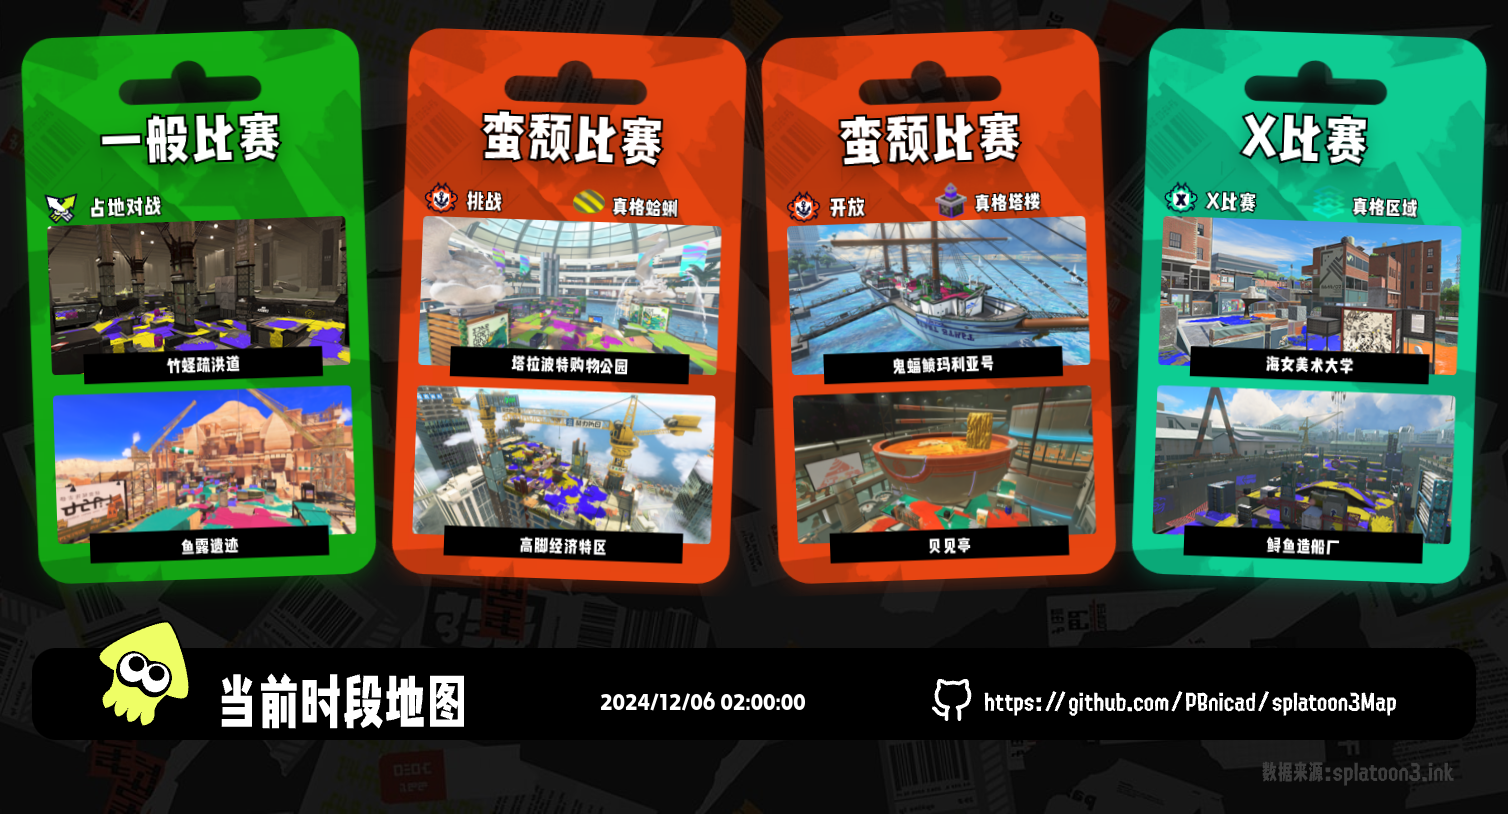 一般比赛
占地对战
竹蛏疏洪道
鱼露遗迹
蛮颓比赛
挑战
真格蛤蜊
塔拉波特购物公园
高脚经济特区
蛮颓比赛
开放
真格塔楼
鬼蝠鲼玛利亚号
贝见亭
X比赛
X比赛
真格区域
海女美术大学
鲟鱼造船厂
当前时段地图
2024/12/06 02:00:00
https://github.com/PBnicad/splatoon3Map
数据来源:splatoon3.ink